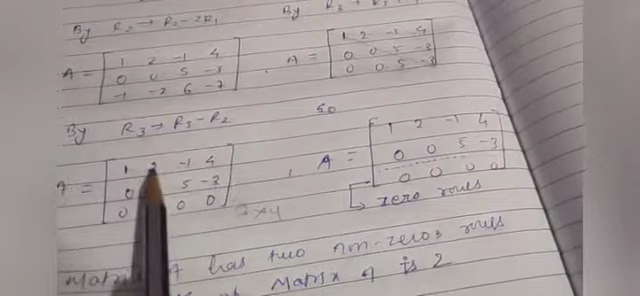 By R₂ → R₂ - 2R₁ By R₃ →
A = [ 1 2 -1 4
0 0 5 -3
-1 -2 6 -7 ] , A = [ 1 2 -1 4
0 0 5 -3
0 0 5 -3 ]
By R₃ → R₃ - R₂ so
A = [ 1 2 -1 4
0 5 -3
0 0 0 ] 3×4 , A = [ 1 2 -1 4
0 0 5 -3
0 0 0 0 ]
→ zero rows
Matrix A has two non-zeros rows
Matrix A is 2